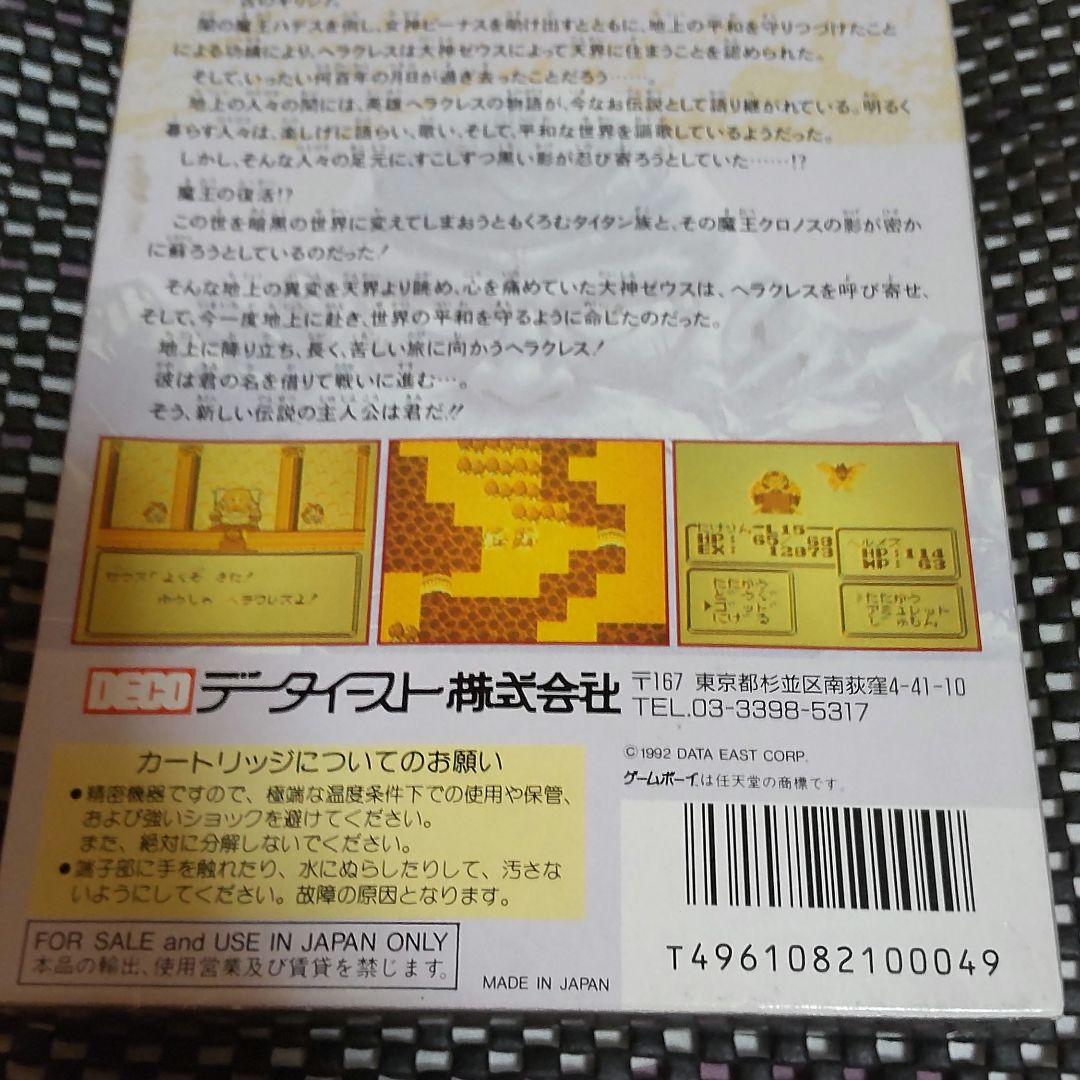 闇の魔王ハデスを倒し、女神ビーナスを助け出すとともに、地上の平和を守りつづけたこと
による功績により、ヘラクレスは大神ゼウスによって天界に住まうことを認められた。
そして、いったい何百年の月日が過ぎ去ったことだろう……。
地上の人々の間には、英雄ヘラクレスの物語が、今なお伝説として語り継がれている。明るく
暮らす人々は、楽しげに語らい、歌い、そして、平和な世界を謳歌しているようだった。
しかし、そんな人々の足元に、すこしずつ黒い影が忍び寄ろうとしていた……!?
魔王の復活!?
この世を暗黒の世界に変えてしまおうともくろむタイタン族と、その魔王クロノスの影が密か
に蘇ろうとしているのだった!
そんな地上の異変を天界より眺め、心を痛めていた大神ゼウスは、ヘラクレスを呼び寄せ、
そして、今一度地上に赴き、世界の平和を守るように命じたのだった。
地上に降り立ち、長く、苦しい旅に向かうヘラクレス!
彼は君の名を借りて戦いに進む…。
そう、新しい伝説の主人公は君だ!!
ゼウス「よくぞ きた!
ゆうしゃ ヘラクレスよ!
たけりん L15
HP: 65/ 68
EX: 12873
ヘルメス
HP:114
MP: 63
たたかう
どうぐ
▶ゴッド
にげる
たたかう
アミュレット
じゅもん
DECO データイースト株式会社 〒167 東京都杉並区南荻窪4-41-10
TEL.03-3398-5317
カートリッジについてのお願い
●精密機器ですので、極端な温度条件下での使用や保管、
および強いショックを避けてください。
また、絶対に分解しないでください。
●端子部に手を触れたり、水にぬらしたりして、汚さな
いようにしてください。故障の原因となります。
©1992 DATA EAST CORP.
ゲームボーイは任天堂の商標です。
T4961082100049
FOR SALE and USE IN JAPAN ONLY
本品の輸出、使用営業及び賃貸を禁じます。
MADE IN JAPAN